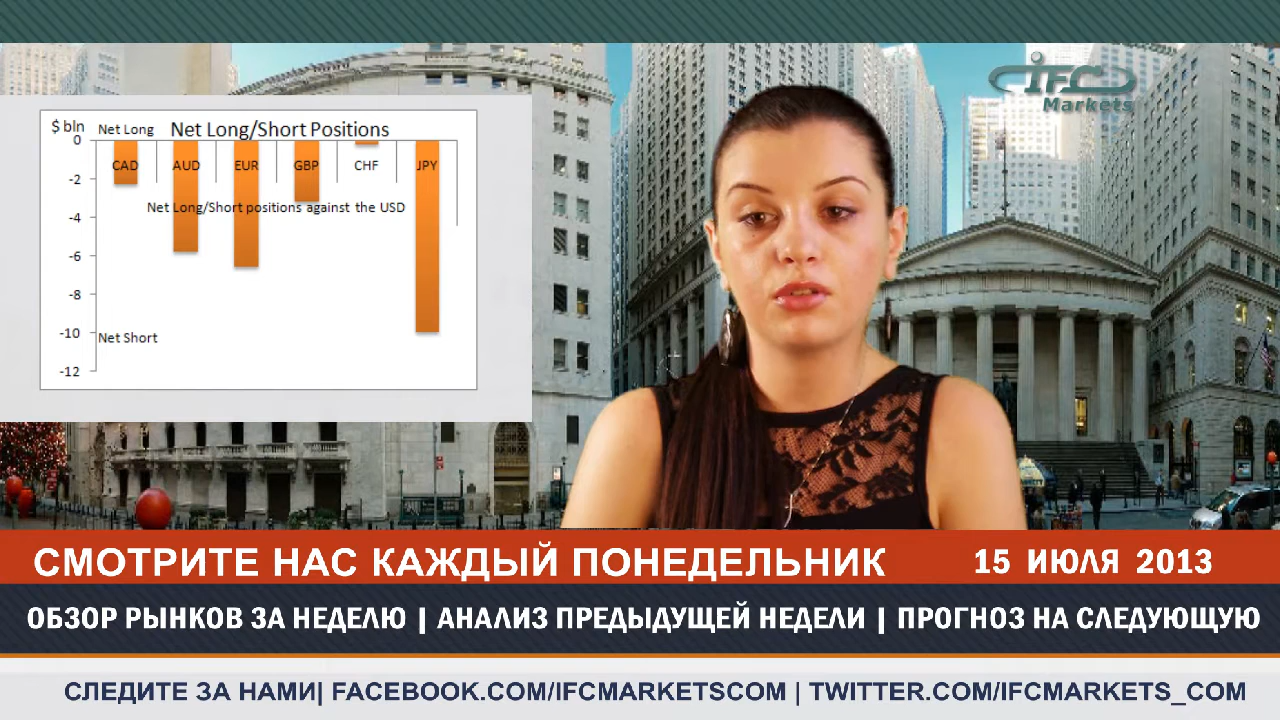 IFC
Markets
$ bln
Net Long
Net Long/Short Positions
0
CAD
AUD
EUR
GBP
CHF
JPY
-2
Net Long/Short positions against the USD
-4
-6
-8
-10
Net Short
-12
СМОТРИТЕ НАС КАЖДЫЙ ПОНЕДЕЛЬНИК
15 ИЮЛЯ 2013
ОБЗОР РЫНКОВ ЗА НЕДЕЛЮ | АНАЛИЗ ПРЕДЫДУЩЕЙ НЕДЕЛИ | ПРОГНОЗ НА СЛЕДУЮЩУЮ
СЛЕДИТЕ ЗА НАМИ| FACEBOOK.COM/IFCMARKETSCOM | TWITTER.COM/IFCMARKETS_COM